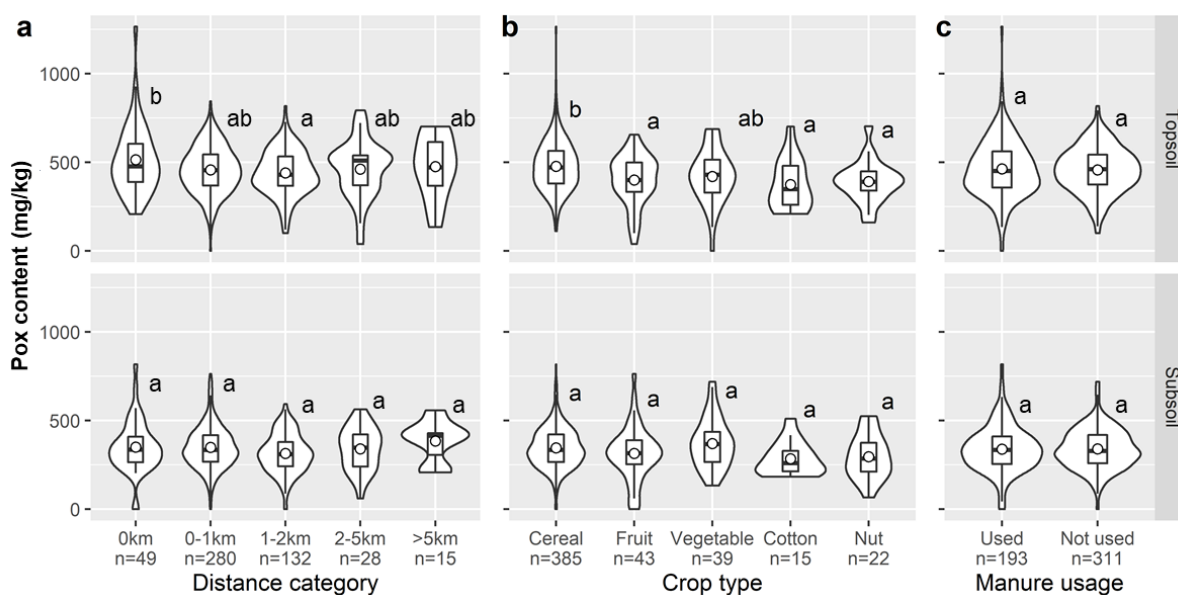 a
b
c
Pox content (mg/kg)
1000
500
0
b
ab
a
ab
ab
b
a
ab
a
a
a
a
Topsoil
1000
500
0
a
a
a
a
a
a
a
a
a
a
a
a
Subsoil
0km
0-1km
1-2km
2-5km
>5km
n=49
n=280
n=132
n=28
n=15
Distance category
Cereal
Fruit
Vegetable
Cotton
Nut
n=385
n=43
n=39
n=15
n=22
Crop type
Used
Not used
n=193
n=311
Manure usage